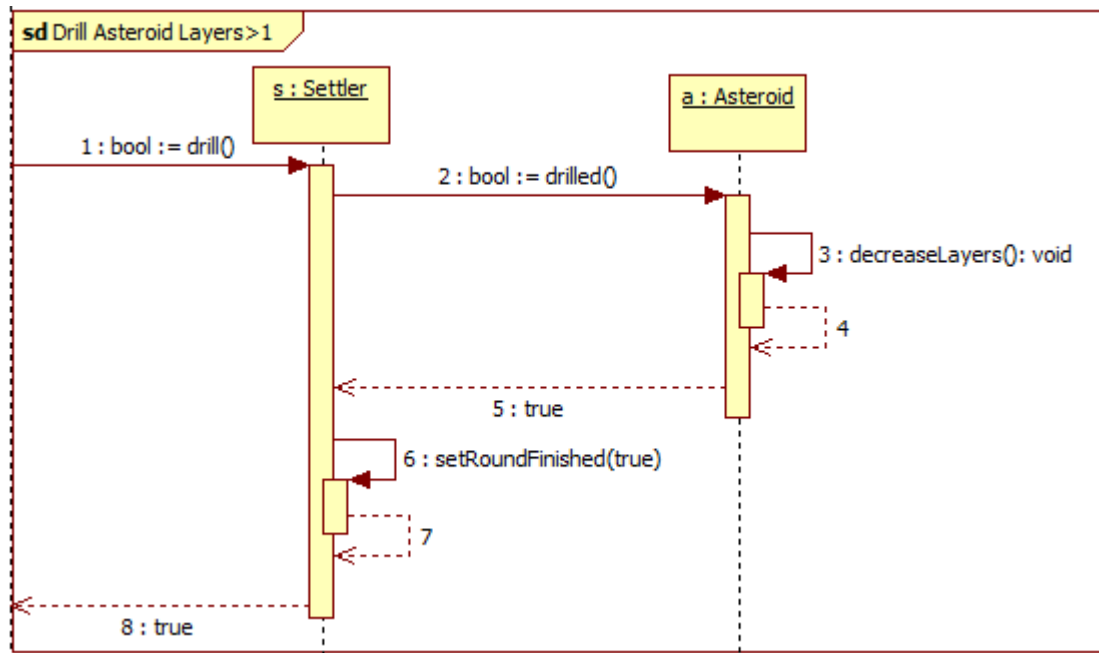 sd Drill Asteroid Layers>1
s : Settler
a : Asteroid
1 : bool := drill()
2 : bool := drilled()
3 : decreaseLayers(): void
4
5 : true
6 : setRoundFinished(true)
7
8 : true